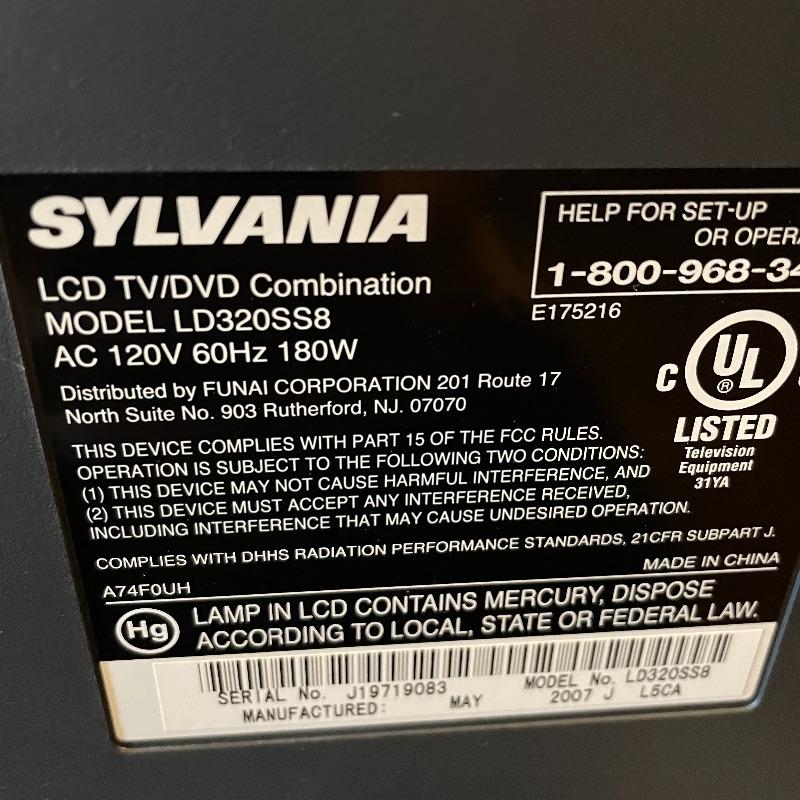 SYLVANIA
LCD TV/DVD Combination
MODEL LD320SS8
AC 120V 60Hz 180W
Distributed by FUNAI CORPORATION 201 Route 17
North Suite No. 903 Rutherford, NJ. 07070
HELP FOR SET-UP
OR OPERA
1-800-968-34
E175216
C UL ®
LISTED
Television
Equipment
31YA
THIS DEVICE COMPLIES WITH PART 15 OF THE FCC RULES.
OPERATION IS SUBJECT TO THE FOLLOWING TWO CONDITIONS:
(1) THIS DEVICE MAY NOT CAUSE HARMFUL INTERFERENCE, AND
(2) THIS DEVICE MUST ACCEPT ANY INTERFERENCE RECEIVED,
INCLUDING INTERFERENCE THAT MAY CAUSE UNDESIRED OPERATION.
COMPLIES WITH DHHS RADIATION PERFORMANCE STANDARDS, 21CFR SUBPART J.
MADE IN CHINA
A74F0UH
Hg LAMP IN LCD CONTAINS MERCURY, DISPOSE
ACCORDING TO LOCAL, STATE OR FEDERAL LAW.
SERIAL No. J19719083 MODEL No. LD320SS8
MANUFACTURED: MAY 2007 J L5CA